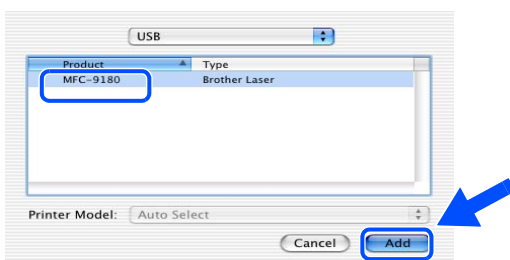 USB
Product Type
MFC-9180 Brother Laser
Printer Model: Auto Select
Cancel Add